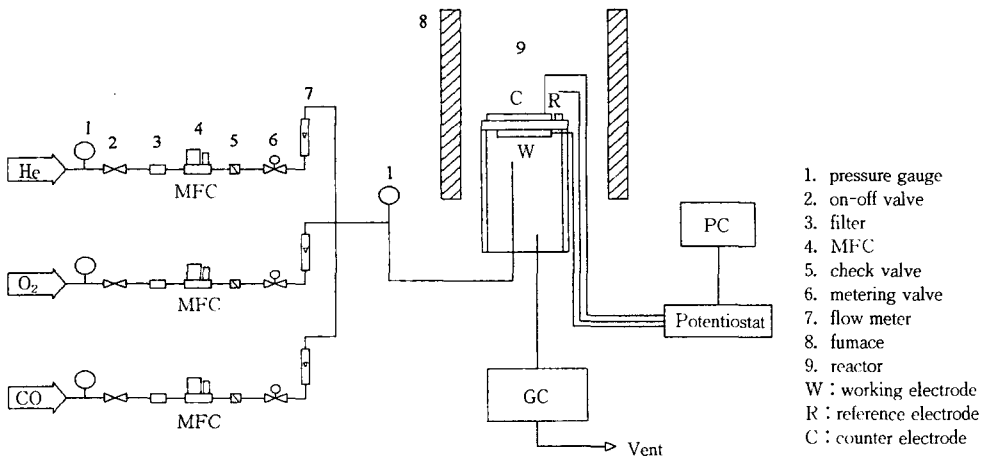 8
9
C
R
W
7
1
2
3
4
5
6
He
MFC
1
O₂
MFC
CO
MFC
PC
Potentiostat
GC
Vent
1. pressure gauge
2. on-off valve
3. filter
4. MFC
5. check valve
6. metering valve
7. flow meter
8. fumace
9. reactor
W : working electrode
R : reference electrode
C : counter electrode